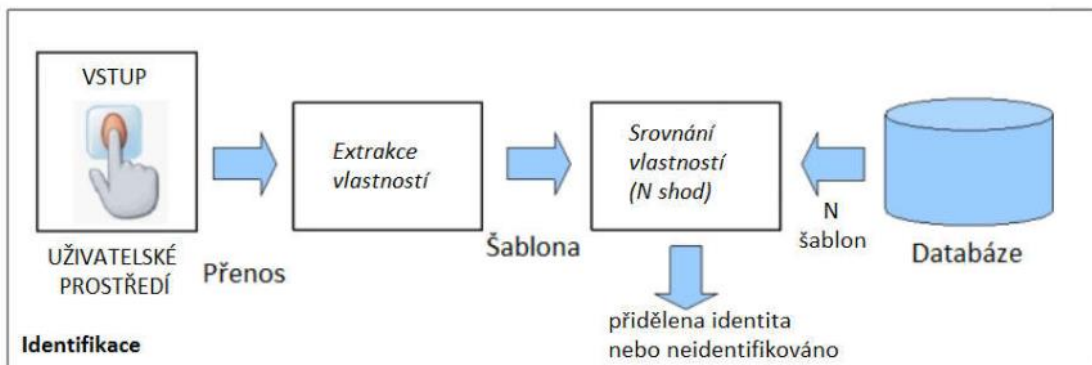 VSTUP
UŽIVATELSKÉ
PROSTŘEDÍ
Přenos
Extrakce
vlastností
Šablona
Srovnání
vlastností
(N shod)
N
šablon
Databáze
přidělena identita
nebo neidentifikováno
Identifikace